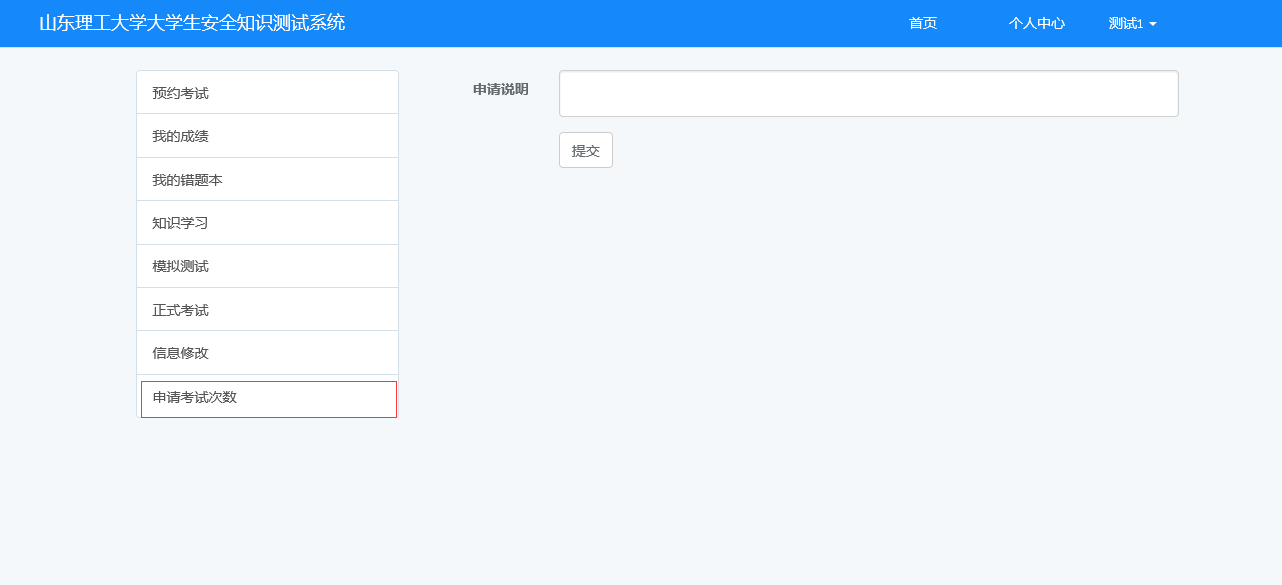 山东理工大学大学生安全知识测试系统
首页
个人中心
测试1
预约考试
我的成绩
我的错题本
知识学习
模拟测试
正式考试
信息修改
申请考试次数
申请说明
提交